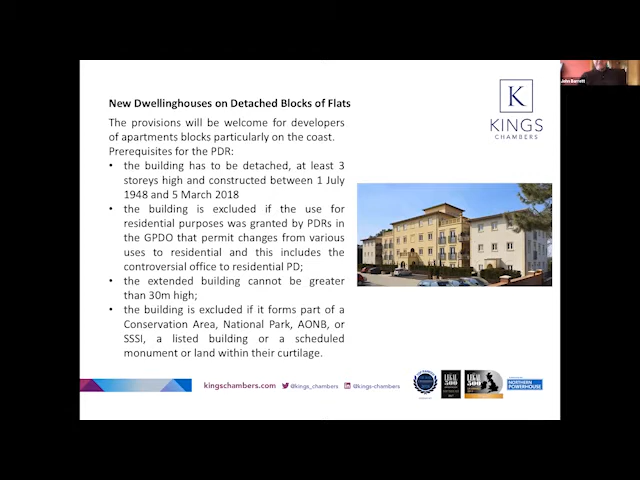 John Barrett
New Dwellinghouses on Detached Blocks of Flats
K
KINGS
CHAMBERS
The provisions will be welcome for developers
of apartments blocks particularly on the coast.
Prerequisites for the PDR:
• the building has to be detached, at least 3
storeys high and constructed between 1 July
1948 and 5 March 2018
• the building is excluded if the use for
residential purposes was granted by PDRs in
the GPDO that permit changes from various
uses to residential and this includes the
controversial office to residential PD;
• the extended building cannot be greater
than 30m high;
• the building is excluded if it forms part of a
Conservation Area, National Park, AONB, or
SSSI, a listed building or a scheduled
monument or land within their curtilage.
kingschambers.com @kings_chambers @kings-chambers
NORTHERN
POWERHOUSE